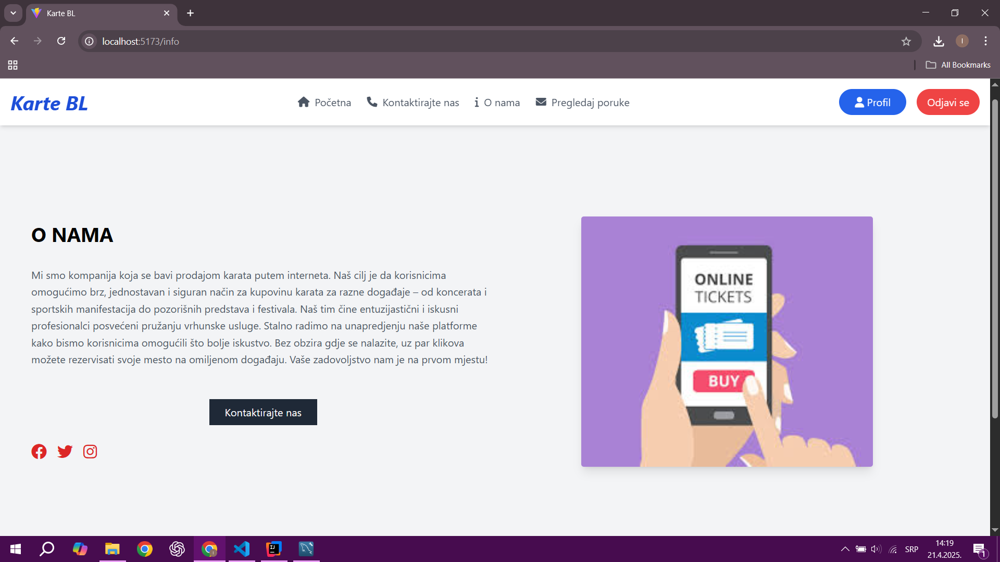 Karte BL
localhost:5173/info
I
All Bookmarks
Karte BL
Početna
Kontaktirajte nas
O nama
Pregledaj poruke
Profil
Odjavi se
O NAMA
Mi smo kompanija koja se bavi prodajom karata putem interneta. Naš cilj je da korisnicima
omogućimo brz, jednostavan i siguran način za kupovinu karata za razne događaje – od koncerata i
sportskih manifestacija do pozorišnih predstava i festivala. Naš tim čine entuzijastični i iskusni
profesionalci posvećeni pružanju vrhunske usluge. Stalno radimo na unapredjenju naše platforme
kako bismo korisnicima omogućili što bolje iskustvo. Bez obzira gdje se nalazite, uz par klikova
možete rezervisati svoje mesto na omiljenom događaju. Vaše zadovoljstvo nam je na prvom mjestu!
Kontaktirajte nas
ONLINE
TICKETS
BUY
IJ
SRP
14:19
21.4.2025.
1